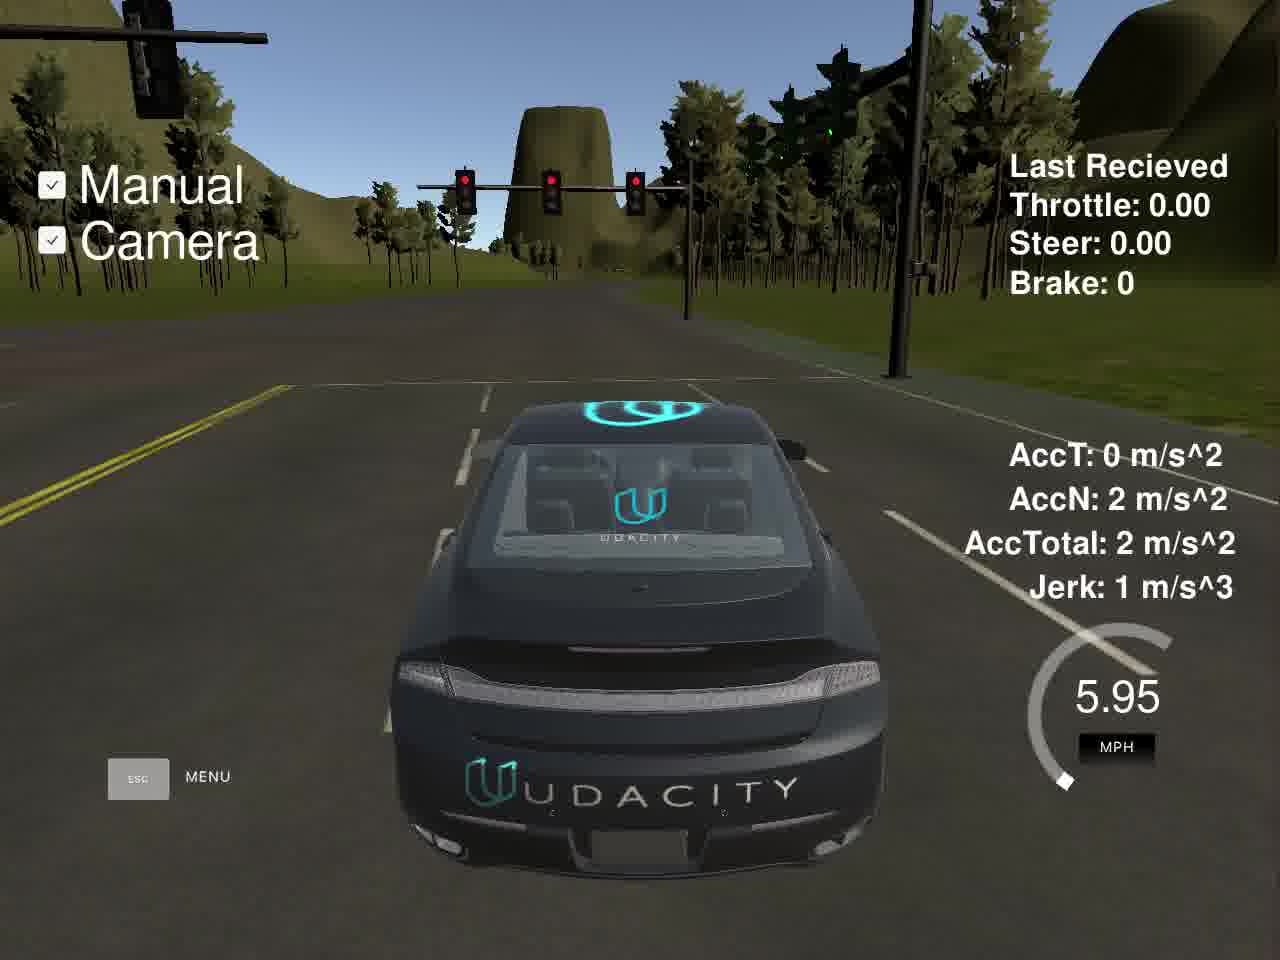 Manual
Camera
Last Recieved
Throttle: 0.00
Steer: 0.00
Brake: 0
AccT: 0 m/s^2
AccN: 2 m/s^2
AccTotal: 2 m/s^2
Jerk: 1 m/s^3
UDACITY
5.95
MPH
ESC MENU
UDACITY